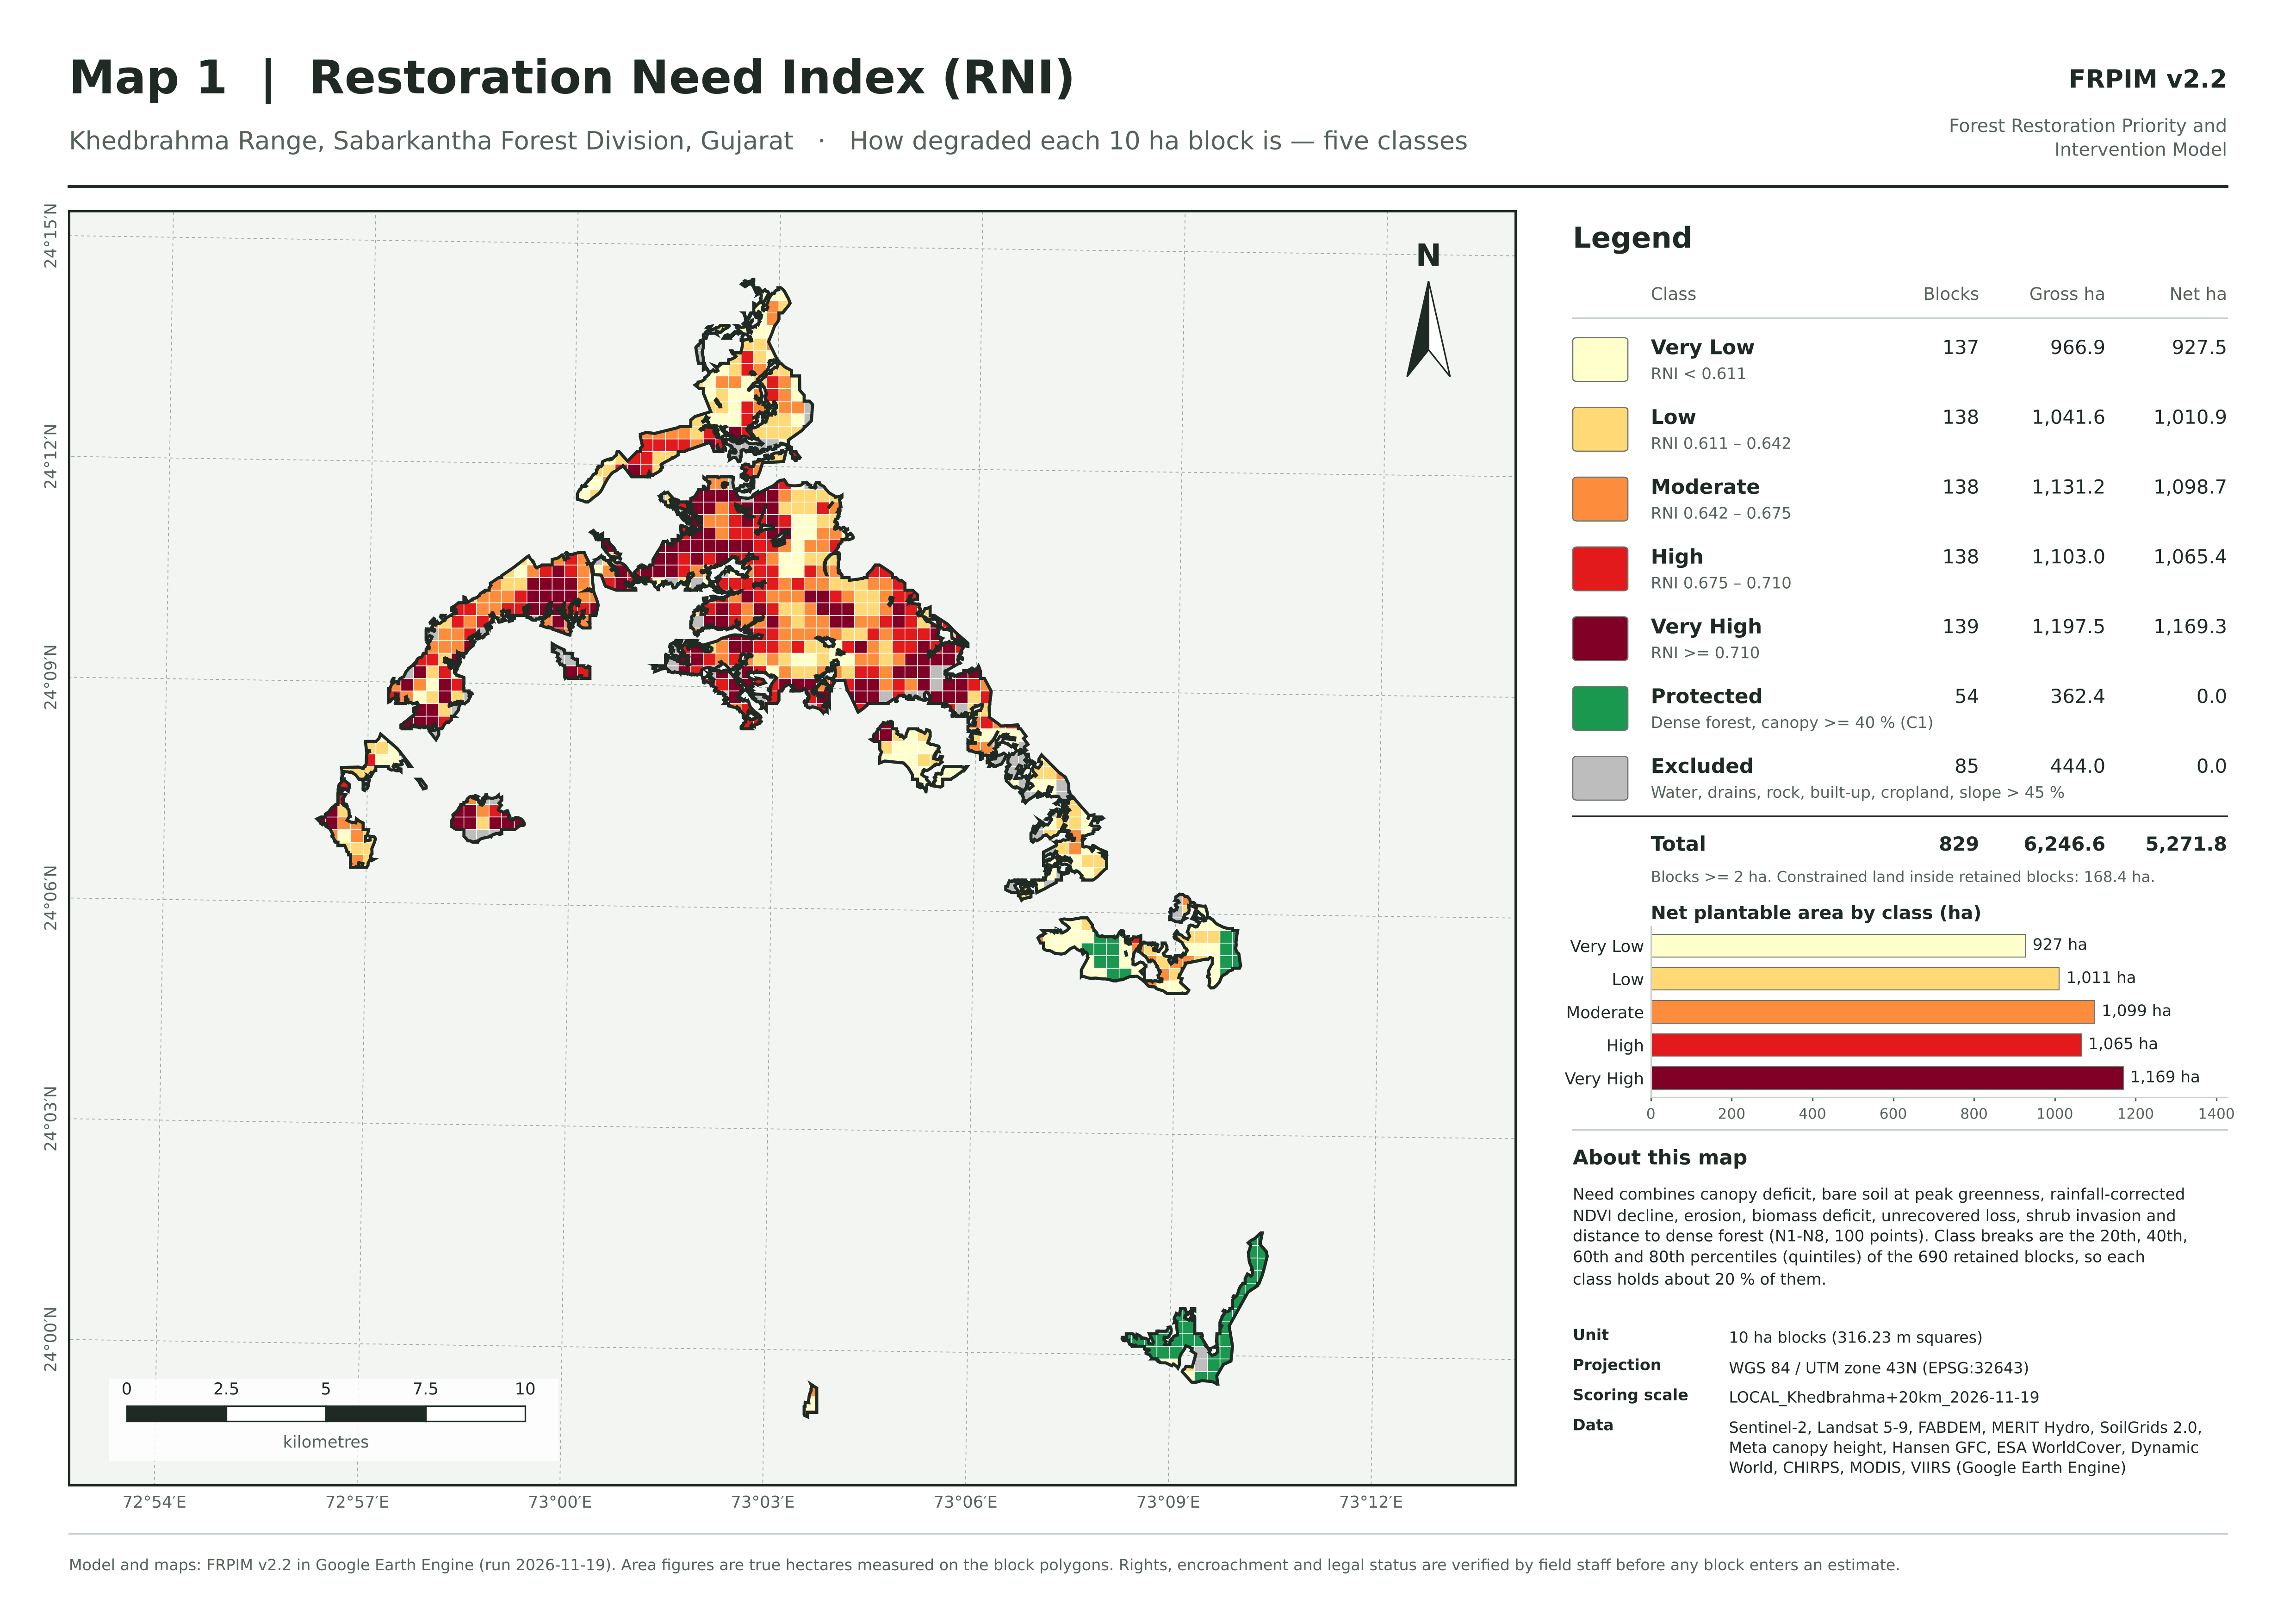 Map 1 | Restoration Need Index (RNI)
FRPIM v2.2
Khedbrahma Range, Sabarkantha Forest Division, Gujarat · How degraded each 10 ha block is — five classes
Forest Restoration Priority and
Intervention Model
24°15′N
24°12′N
24°09′N
24°06′N
24°03′N
24°00′N
N
0 2.5 5 7.5 10
kilometres
72°54′E 72°57′E 73°00′E 73°03′E 73°06′E 73°09′E 73°12′E
Legend
Class Blocks Gross ha Net ha
Very Low 137 966.9 927.5
RNI < 0.611
Low 138 1,041.6 1,010.9
RNI 0.611 – 0.642
Moderate 138 1,131.2 1,098.7
RNI 0.642 – 0.675
High 138 1,103.0 1,065.4
RNI 0.675 – 0.710
Very High 139 1,197.5 1,169.3
RNI >= 0.710
Protected 54 362.4 0.0
Dense forest, canopy >= 40 % (C1)
Excluded 85 444.0 0.0
Water, drains, rock, built-up, cropland, slope > 45 %
Total 829 6,246.6 5,271.8
Blocks >= 2 ha. Constrained land inside retained blocks: 168.4 ha.
Net plantable area by class (ha)
Very Low 927 ha
Low 1,011 ha
Moderate 1,099 ha
High 1,065 ha
Very High 1,169 ha
0 200 400 600 800 1000 1200 1400
About this map
Need combines canopy deficit, bare soil at peak greenness, rainfall-corrected
NDVI decline, erosion, biomass deficit, unrecovered loss, shrub invasion and
distance to dense forest (N1-N8, 100 points). Class breaks are the 20th, 40th,
60th and 80th percentiles (quintiles) of the 690 retained blocks, so each
class holds about 20 % of them.
Unit 10 ha blocks (316.23 m squares)
Projection WGS 84 / UTM zone 43N (EPSG:32643)
Scoring scale LOCAL_Khedbrahma+20km_2026-11-19
Data Sentinel-2, Landsat 5-9, FABDEM, MERIT Hydro, SoilGrids 2.0,
Meta canopy height, Hansen GFC, ESA WorldCover, Dynamic
World, CHIRPS, MODIS, VIIRS (Google Earth Engine)
Model and maps: FRPIM v2.2 in Google Earth Engine (run 2026-11-19). Area figures are true hectares measured on the block polygons. Rights, encroachment and legal status are verified by field staff before any block enters an estimate.